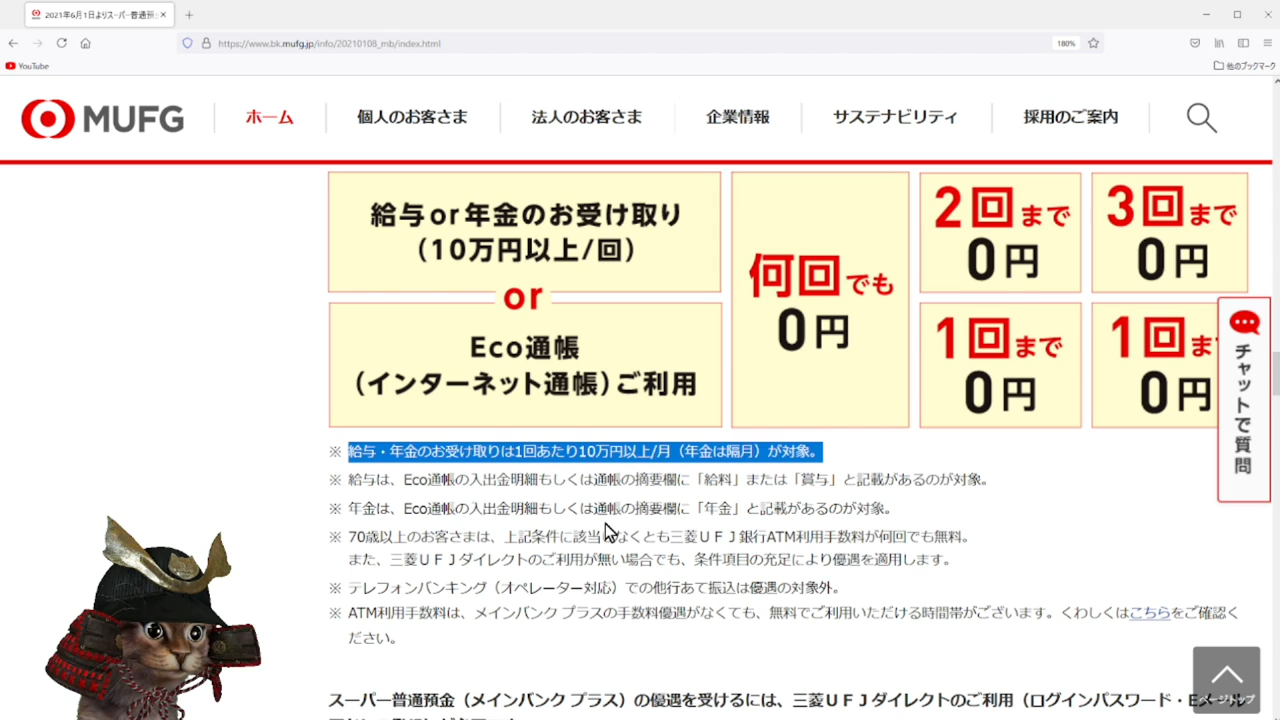 2021年6月1日よりスーパー普通預
https://www.bk.mufg.jp/info/20210108_mb/index.html
180%
YouTube
他のブックマーク
MUFG
ホーム
個人のお客さま
法人のお客さま
企業情報
サステナビリティ
採用のご案内
給与or年金のお受け取り
（10万円以上/回）
or
Eco通帳
（インターネット通帳）ご利用
何回でも
0円
2回まで
0円
3回まで
0円
1回まで
0円
1回ま
0円
チャットで質問
※ 給与・年金のお受け取りは1回あたり10万円以上/月（年金は隔月）が対象。
※ 給与は、Eco通帳の入出金明細もしくは通帳の摘要欄に「給料」または「賞与」と記載があるのが対象。
※ 年金は、Eco通帳の入出金明細もしくは通帳の摘要欄に「年金」と記載があるのが対象。
※ 70歳以上のお客さまは、上記条件に該当しなくとも三菱ＵＦＪ銀行ATM利用手数料が何回でも無料。
また、三菱ＵＦＪダイレクトのご利用が無い場合でも、条件項目の充足により優遇を適用します。
※ テレフォンバンキング（オペレーター対応）での他行あて振込は優遇の対象外。
※ ATM利用手数料は、メインバンク プラスの手数料優遇がなくても、無料でご利用いただける時間帯がございます。くわしくはこちらをご確認く
ださい。
スーパー普通預金（メインバンク プラス）の優遇を受けるには、三菱ＵＦＪダイレクトのご利用（ログインパスワード・Eメール